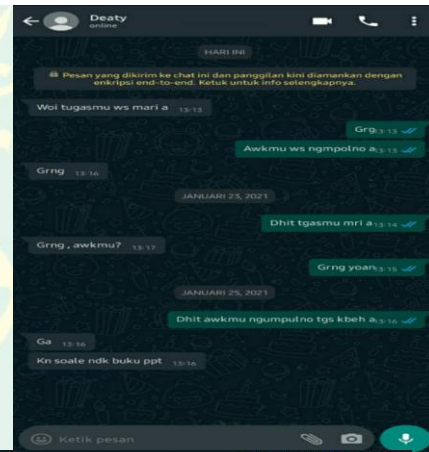 Deaty
online
HARI INI
Pesan yang dikirim ke chat ini dan panggilan kini diamankan dengan
enkripsi end-to-end. Ketuk untuk info selengkapnya.
Woi tugasmu ws mari a 13:13
Grg 13:13
Awkmu ws ngmpolno a 13:13
Grng 13:16
JANUARI 23, 2021
Dhit tgasmu mri a 13:14
Grng , awkmu? 13:17
Grng yoan 13:15
JANUARI 25, 2021
Dhit awkmu ngumpulno tgs kbeh a 13:16
Ga 13:16
Kn soale ndk buku ppt 13:16
Ketik pesan